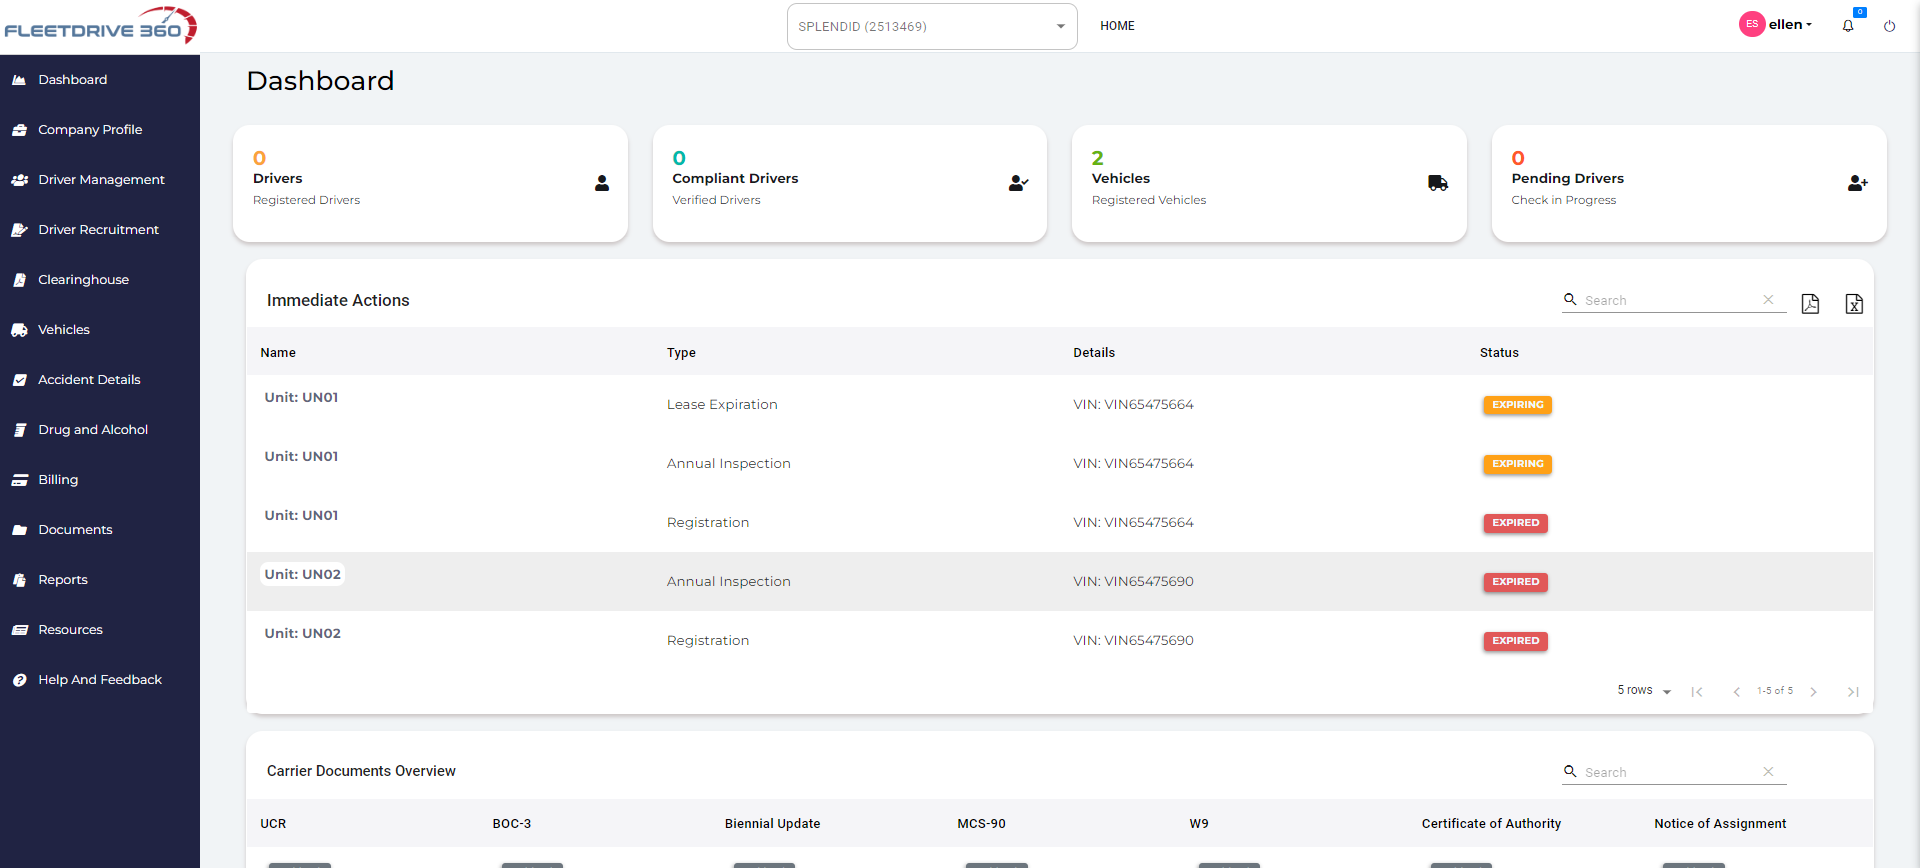 FLEETDRIVE 360
SPLENDID (2513469)
HOME
ES
ellen
0
Dashboard
Company Profile
Driver Management
Driver Recruitment
Clearinghouse
Vehicles
Accident Details
Drug and Alcohol
Billing
Documents
Reports
Resources
Help And Feedback
Dashboard
0
Drivers
Registered Drivers
0
Compliant Drivers
Verified Drivers
2
Vehicles
Registered Vehicles
0
Pending Drivers
Check in Progress
Immediate Actions
Search
Name Type Details Status
Unit: UN01 Lease Expiration VIN: VIN65475664 EXPIRING
Unit: UN01 Annual Inspection VIN: VIN65475664 EXPIRING
Unit: UN01 Registration VIN: VIN65475664 EXPIRED
Unit: UN02 Annual Inspection VIN: VIN65475690 EXPIRED
Unit: UN02 Registration VIN: VIN65475690 EXPIRED
5 rows 1-5 of 5
Carrier Documents Overview
Search
UCR BOC-3 Biennial Update MCS-90 W9 Certificate of Authority Notice of Assignment